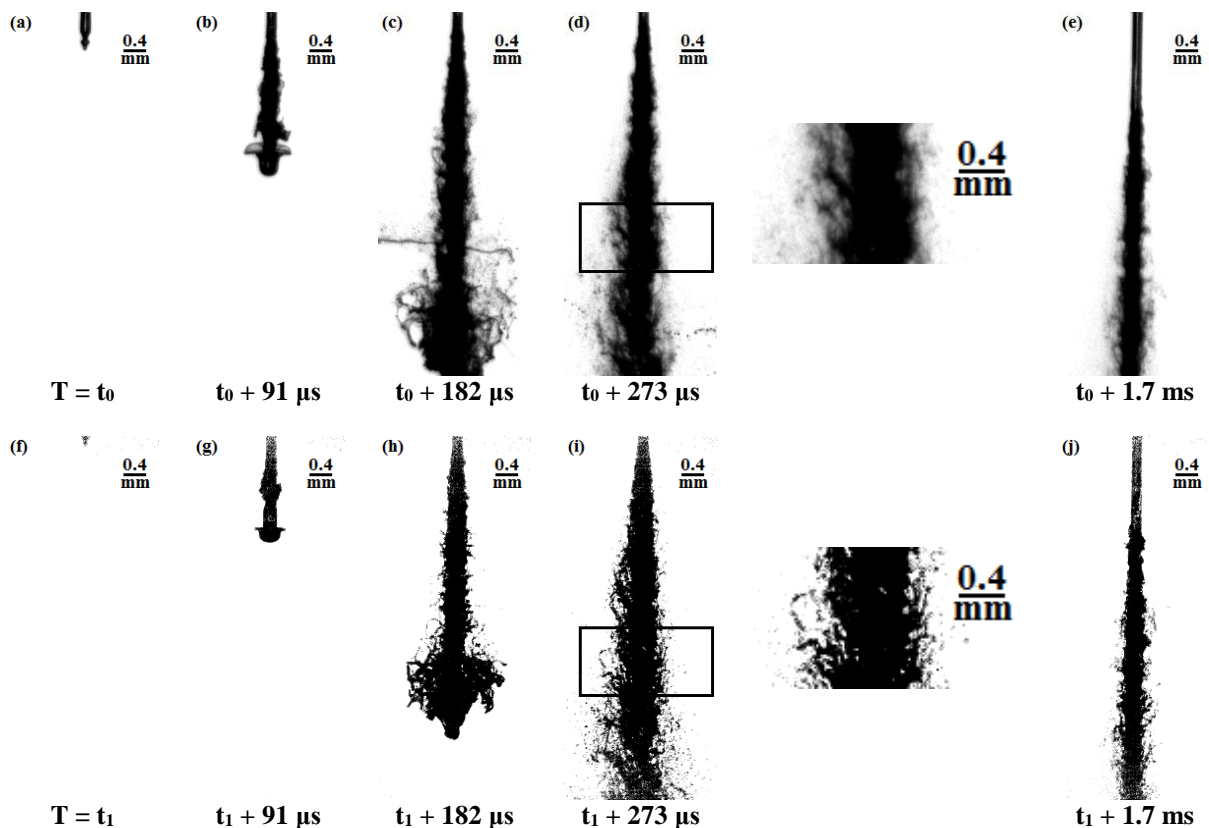 (a) (b) (c) (d) (e)
0.4 0.4 0.4 0.4 0.4
mm mm mm mm mm
0.4
mm
T = t₀ t₀ + 91 μs t₀ + 182 μs t₀ + 273 μs t₀ + 1.7 ms
(f) (g) (h) (i) (j)
0.4 0.4 0.4 0.4 0.4
mm mm mm mm mm
0.4
mm
T = t₁ t₁ + 91 μs t₁ + 182 μs t₁ + 273 μs t₁ + 1.7 ms